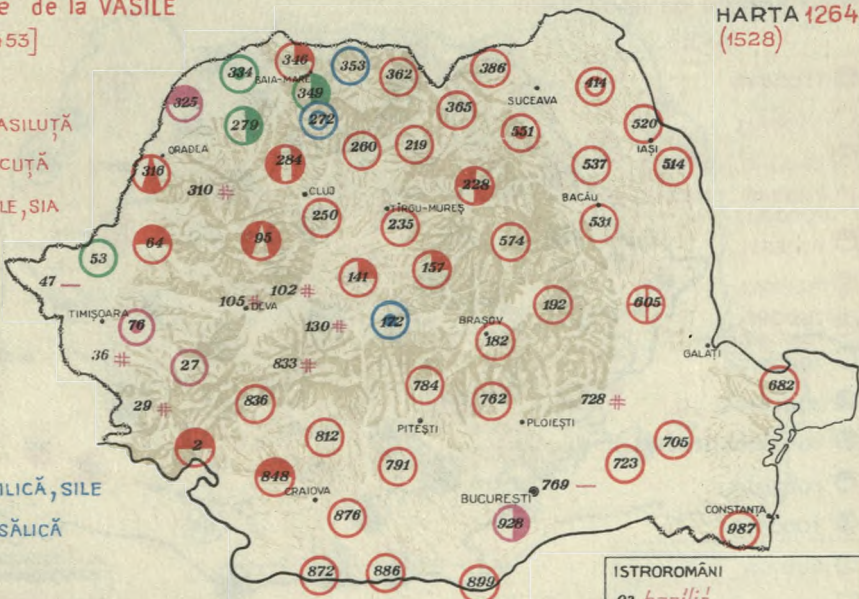 e de la VASILE
HARTA 1264
453]
(1528)
ASILUȚĂ
CUȚĂ
LE, SIA
ILICĂ, SILE
SĂLICĂ
346
353
334
BAIA-MARE
362
386
349
414
325
SUCEAVA
365
272
279
551
520
IAȘI
260
219
ORADEA
284
537
514
316
310
CLUJ
228
BACĂU
TÎRGU-MUREȘ
250
235
531
64
95
574
53
141
157
47
102
105
DEVA
192
605
TIMIȘOARA
76
130
172
BRAȘOV
182
GALAȚI
36
27
833
784
762
728
682
29
836
PITEȘTI
PLOIEȘTI
2
812
705
791
723
848
CRAIOVA
BUCUREȘTI
769
876
928
CONSTANȚA
987
872
886
899
ISTROROMÂNI